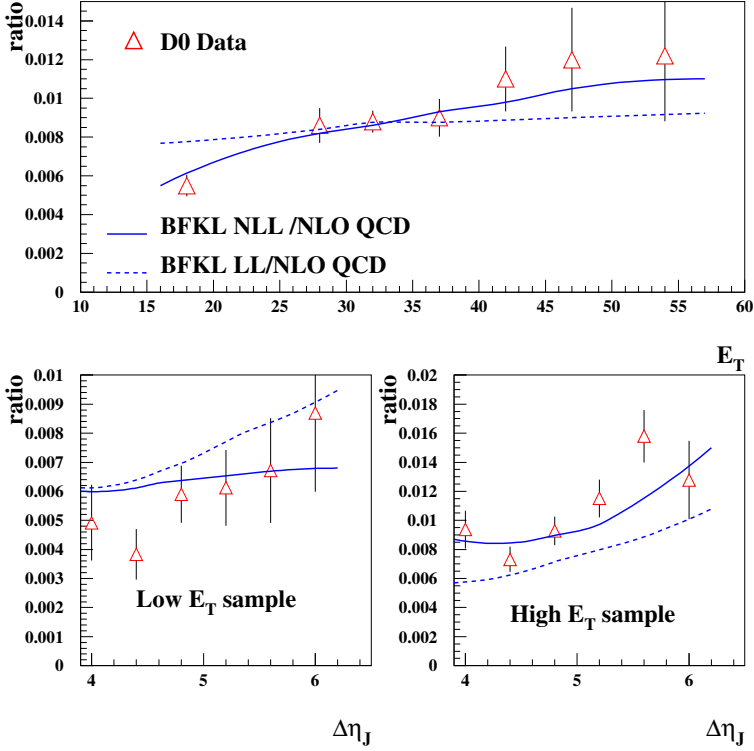 ratio
0.014
0.012
0.01
0.008
0.006
0.004
0.002
0
D0 Data
BFKL NLL /NLO QCD
BFKL LL/NLO QCD
10 15 20 25 30 35 40 45 50 55 60
E_T
ratio
0.01
0.009
0.008
0.007
0.006
0.005
0.004
0.003
0.002
0.001
0
Low E_T sample
4 5 6
Δη_J
ratio
0.02
0.018
0.016
0.014
0.012
0.01
0.008
0.006
0.004
0.002
0
High E_T sample
4 5 6
Δη_J